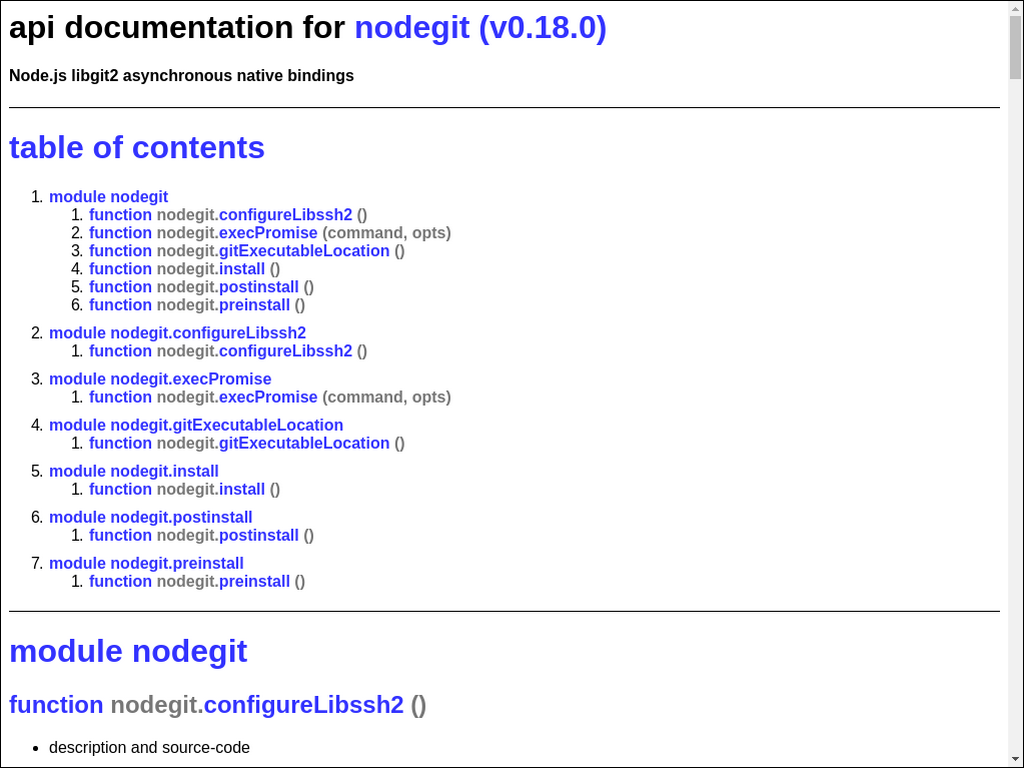 api documentation for nodegit (v0.18.0)
Node.js libgit2 asynchronous native bindings
table of contents
1. module nodegit
1. function nodegit.configureLibssh2 ()
2. function nodegit.execPromise (command, opts)
3. function nodegit.gitExecutableLocation ()
4. function nodegit.install ()
5. function nodegit.postinstall ()
6. function nodegit.preinstall ()
2. module nodegit.configureLibssh2
1. function nodegit.configureLibssh2 ()
3. module nodegit.execPromise
1. function nodegit.execPromise (command, opts)
4. module nodegit.gitExecutableLocation
1. function nodegit.gitExecutableLocation ()
5. module nodegit.install
1. function nodegit.install ()
6. module nodegit.postinstall
1. function nodegit.postinstall ()
7. module nodegit.preinstall
1. function nodegit.preinstall ()
module nodegit
function nodegit.configureLibssh2 ()
• description and source-code